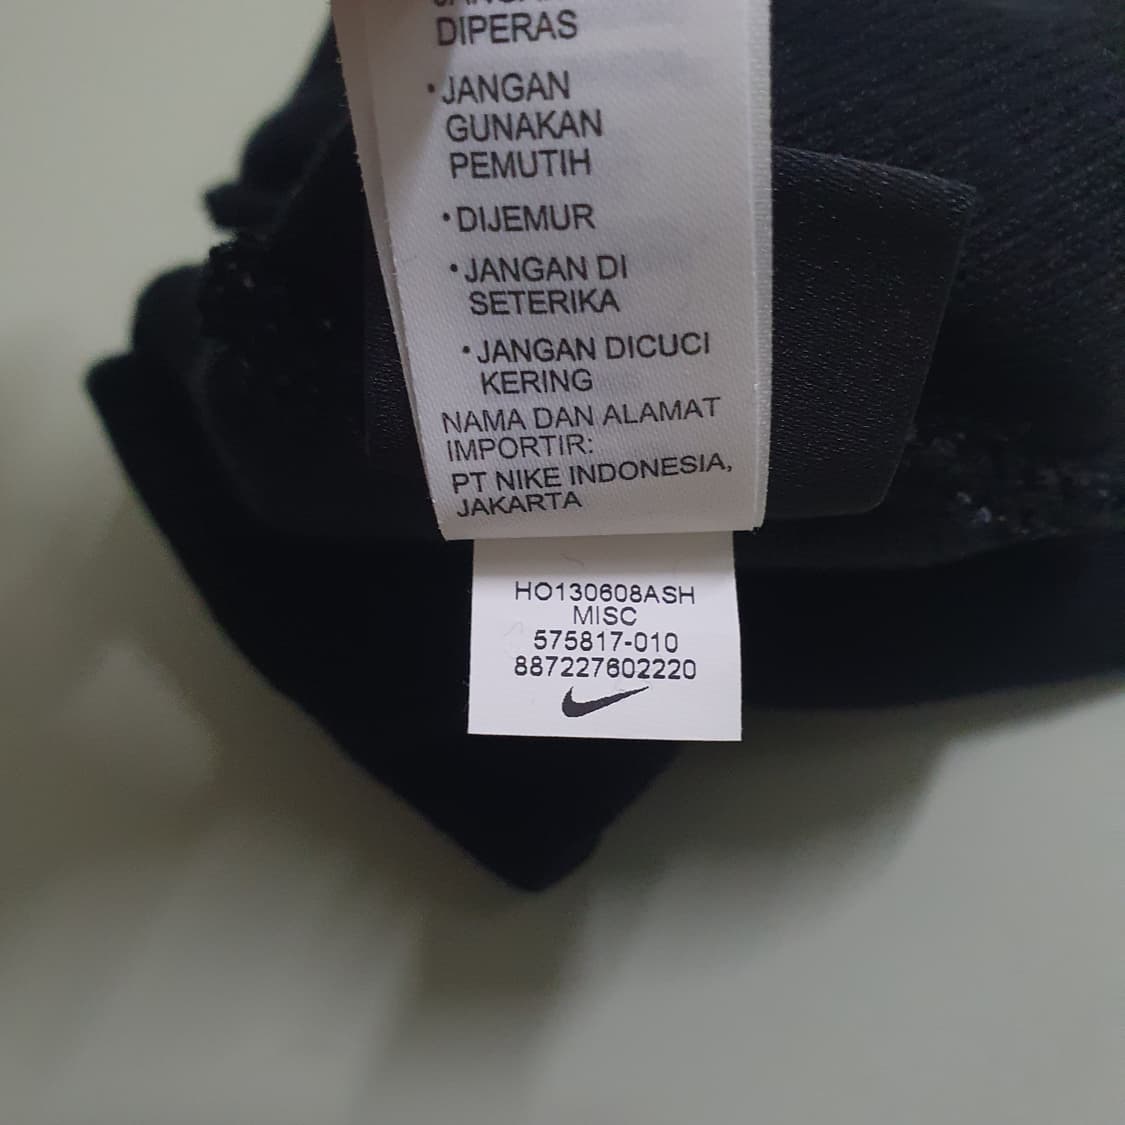 DIPERAS
• JANGAN
GUNAKAN
PEMUTIH
• DIJEMUR
• JANGAN DI
SETERIKA
• JANGAN DICUCI
KERING
NAMA DAN ALAMAT
IMPORTIR:
PT NIKE INDONESIA,
JAKARTA
HO130608ASH
MISC
575817-010
887227602220